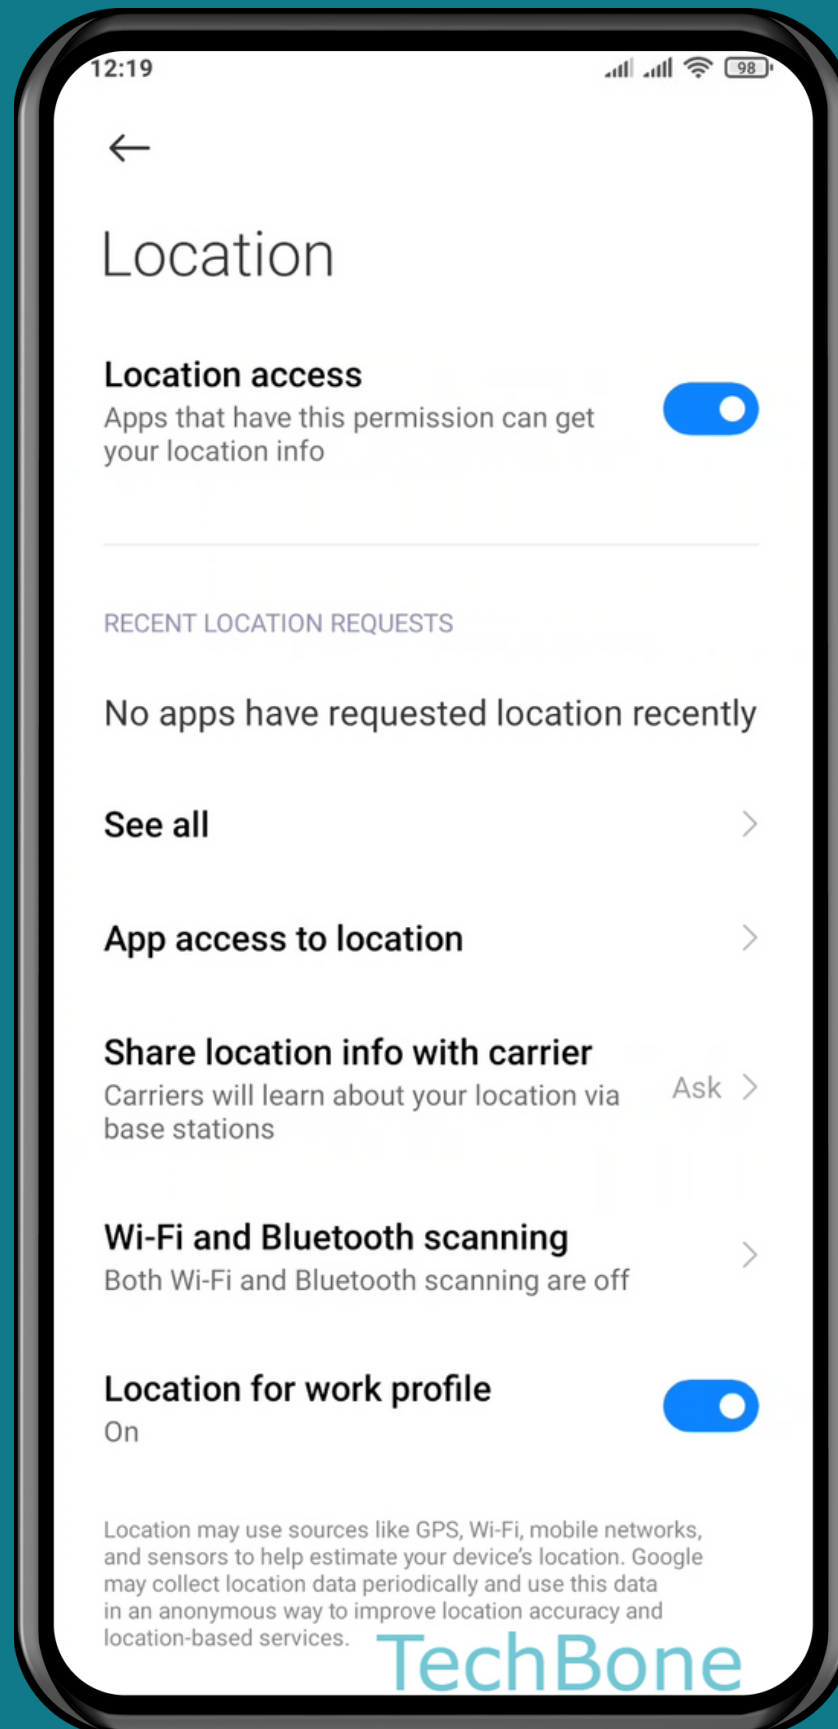 12:19
98
Location
Location access
Apps that have this permission can get
your location info
RECENT LOCATION REQUESTS
No apps have requested location recently
See all
App access to location
Share location info with carrier
Carriers will learn about your location via
base stations
Ask
Wi-Fi and Bluetooth scanning
Both Wi-Fi and Bluetooth scanning are off
Location for work profile
On
Location may use sources like GPS, Wi-Fi, mobile networks,
and sensors to help estimate your device's location. Google
may collect location data periodically and use this data
in an anonymous way to improve location accuracy and
location-based services.
TechBone